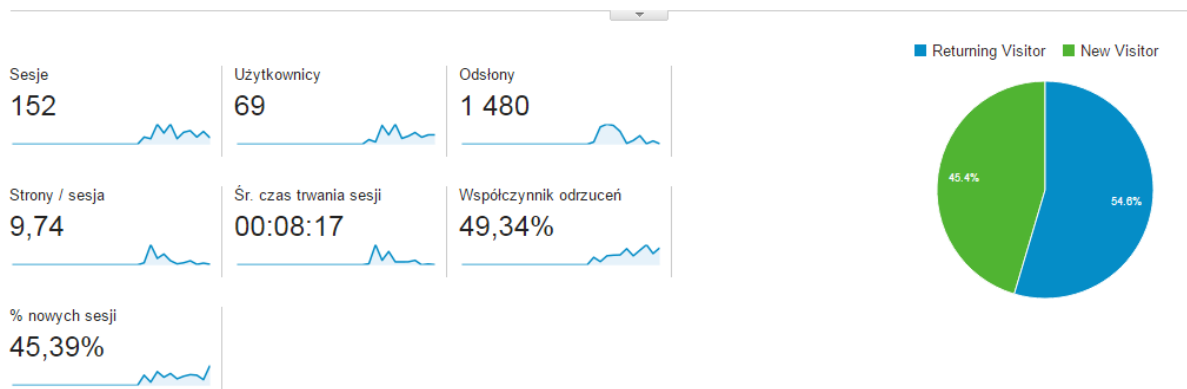 Returning Visitor New Visitor
Sesje
152
Użytkownicy
69
Odsłony
1 480
Strony / sesja
9,74
Śr. czas trwania sesji
00:08:17
Współczynnik odrzuceń
49,34%
% nowych sesji
45,39%
45.4%
54.6%